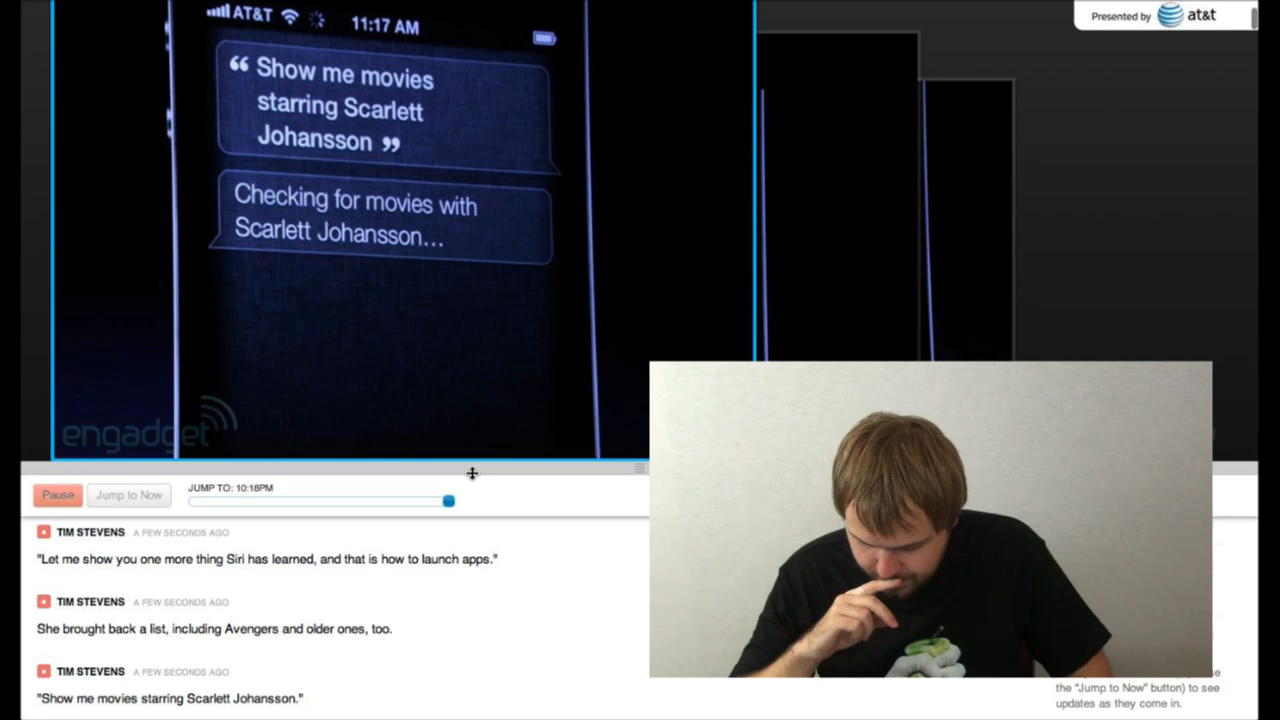 AT&T 11:17 AM
Presented by at&t
“ Show me movies
starring Scarlett
Johansson ”
Checking for movies with
Scarlett Johansson...
engadget
Pause
Jump to Now
JUMP TO: 10:18PM
TIM STEVENS A FEW SECONDS AGO
"Let me show you one more thing Siri has learned, and that is how to launch apps."
TIM STEVENS A FEW SECONDS AGO
She brought back a list, including Avengers and older ones, too.
TIM STEVENS A FEW SECONDS AGO
"Show me movies starring Scarlett Johansson."
the "Jump to Now" button) to see
updates as they come in.